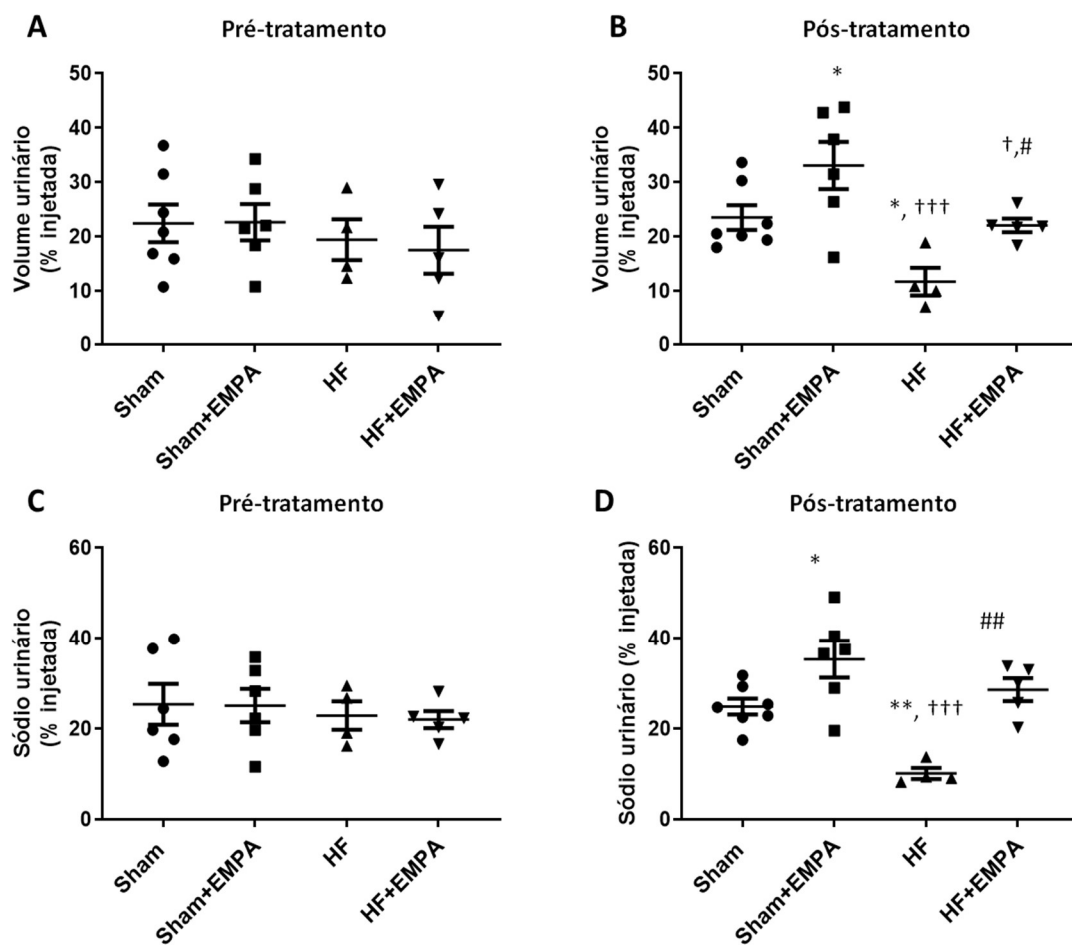 A
Pré-tratamento
Volume urinário
(% injetada)
50
40
30
20
10
0
Sham
Sham+EMPA
HF
HF+EMPA
B
Pós-tratamento
Volume urinário
(% injetada)
50
40
30
20
10
0
*
*, †††
†,#
Sham
Sham+EMPA
HF
HF+EMPA
C
Pré-tratamento
Sódio urinário
(% injetada)
60
40
20
0
Sham
Sham+EMPA
HF
HF+EMPA
D
Pós-tratamento
Sódio urinário (% injetada)
60
40
20
0
*
**, †††
##
Sham
Sham+EMPA
HF
HF+EMPA